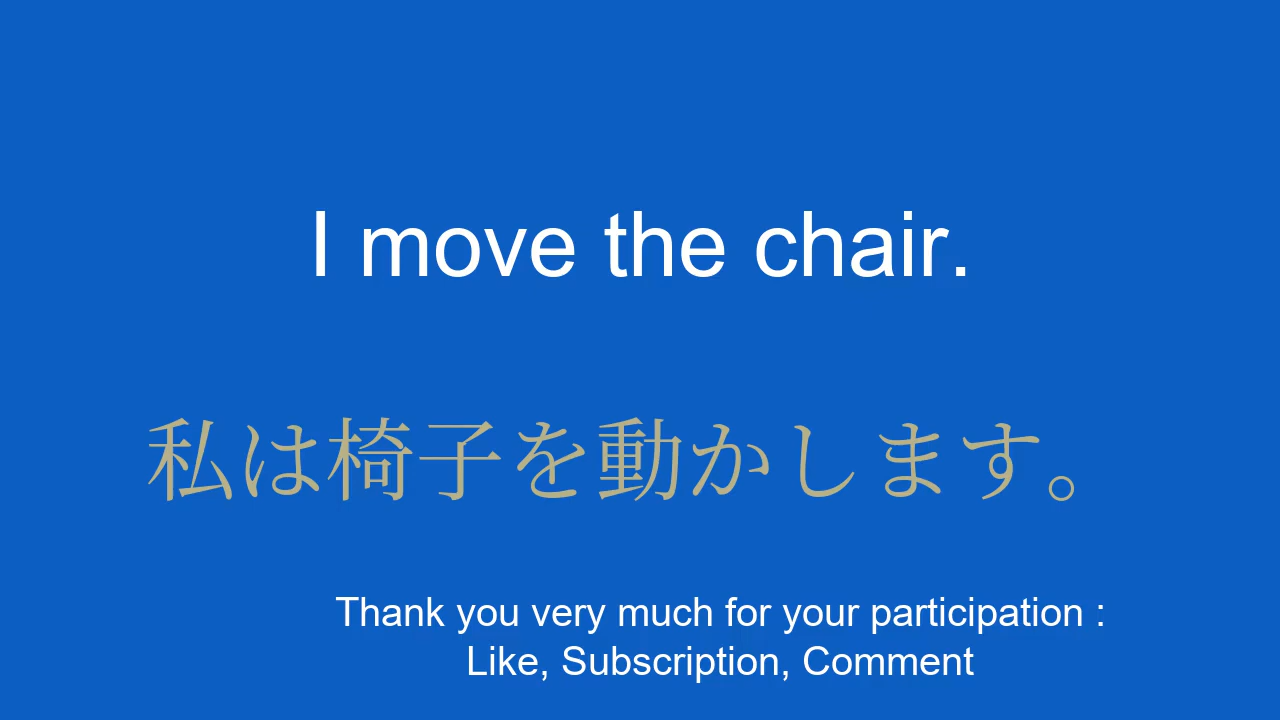 I move the chair.
私は椅子を動かします。
Thank you very much for your participation :
Like, Subscription, Comment